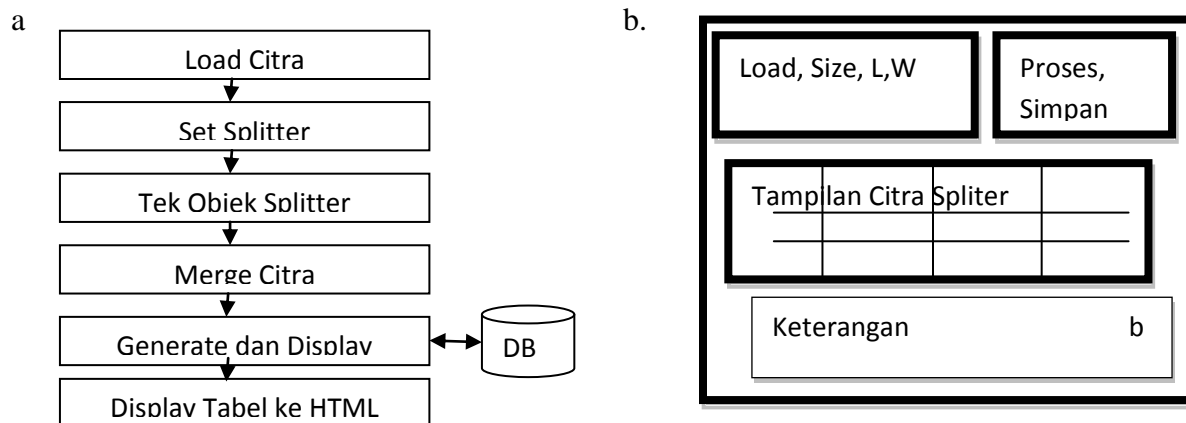 a
Load Citra
Set Splitter
Tek Objek Splitter
Merge Citra
Generate dan Display
DB
Display Tabel ke HTML
b.
Load, Size, L,W
Proses,
Simpan
Tampilan Citra Spliter
Keterangan b